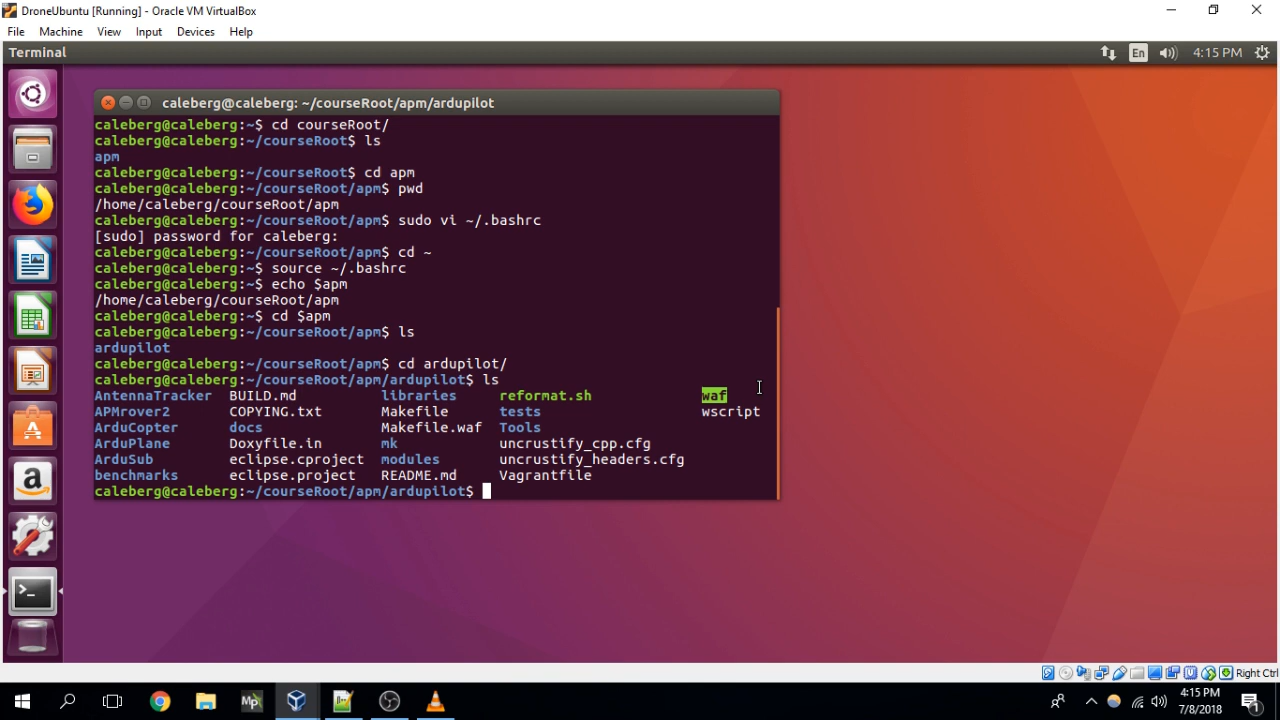 DroneUbuntu [Running] - Oracle VM VirtualBox
File Machine View Input Devices Help
Terminal En 4:15 PM
caleberg@caleberg: ~/courseRoot/apm/ardupilot
caleberg@caleberg:~$ cd courseRoot/
caleberg@caleberg:~/courseRoot$ ls
apm
caleberg@caleberg:~/courseRoot$ cd apm
caleberg@caleberg:~/courseRoot/apm$ pwd
/home/caleberg/courseRoot/apm
caleberg@caleberg:~/courseRoot/apm$ sudo vi ~/.bashrc
[sudo] password for caleberg:
caleberg@caleberg:~/courseRoot/apm$ cd ~
caleberg@caleberg:~$ source ~/.bashrc
caleberg@caleberg:~$ echo $apm
/home/caleberg/courseRoot/apm
caleberg@caleberg:~$ cd $apm
caleberg@caleberg:~/courseRoot/apm$ ls
ardupilot
caleberg@caleberg:~/courseRoot/apm$ cd ardupilot/
caleberg@caleberg:~/courseRoot/apm/ardupilot$ ls
AntennaTracker BUILD.md libraries reformat.sh waf
APMrover2 COPYING.txt Makefile tests wscript
ArduCopter docs Makefile.waf Tools
ArduPlane Doxyfile.in mk uncrustify_cpp.cfg
ArduSub eclipse.cproject modules uncrustify_headers.cfg
benchmarks eclipse.project README.md Vagrantfile
caleberg@caleberg:~/courseRoot/apm/ardupilot$
Right Ctrl
Mp
4:15 PM
7/8/2018
1